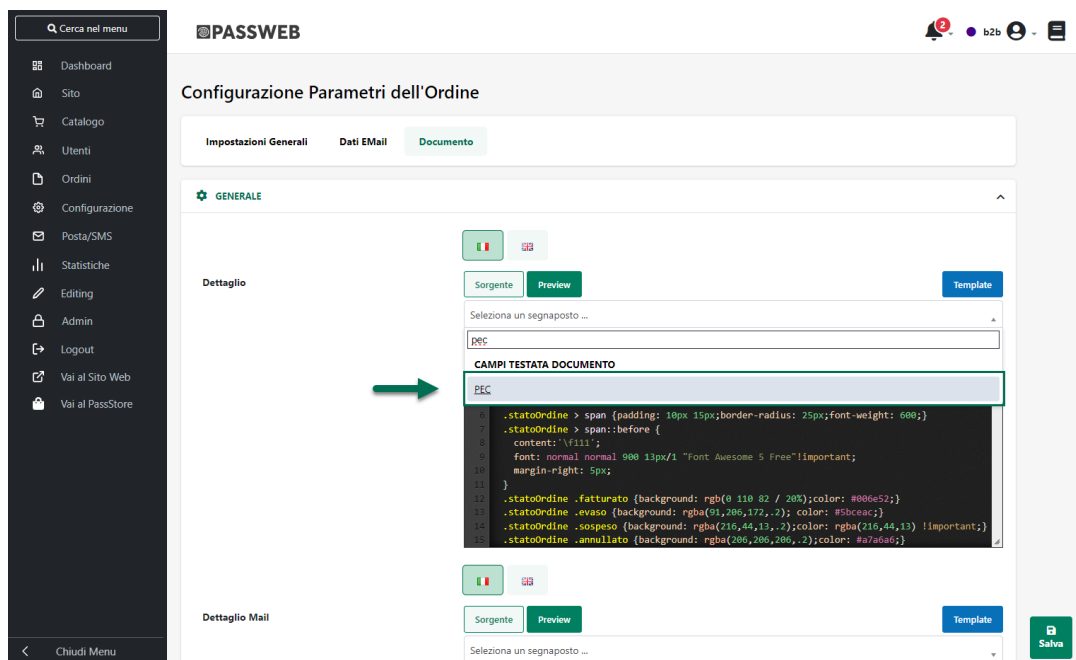 Cerca nel menu
PASSWEB
2
b2b
Dashboard
Sito
Catalogo
Utenti
Ordini
Configurazione
Posta/SMS
Statistiche
Editing
Admin
Logout
Vai al Sito Web
Vai al PassStore
Chiudi Menu
Configurazione Parametri dell'Ordine
Impostazioni Generali Dati EMail Documento
GENERALE
Dettaglio
Sorgente Preview Template
Seleziona un segnaposto ...
pec
CAMPI TESTATA DOCUMENTO
PEC
6 .statoOrdine > span {padding: 10px 15px;border-radius: 25px;font-weight: 600;}
7 .statoOrdine > span::before {
8 content:'\f111';
9 font: normal normal 900 13px/1 "Font Awesome 5 Free"!important;
10 margin-right: 5px;
11 }
12 .statoOrdine .fatturato {background: rgb(0 110 82 / 20%);color: #006e52;}
13 .statoOrdine .evaso {background: rgba(91,206,172,.2); color: #5bceac;}
14 .statoOrdine .sospeso {background: rgba(216,44,13,.2);color: rgba(216,44,13) !important;}
15 .statoOrdine .annullato {background: rgba(206,206,206,.2);color: #a7a6a6;}
Dettaglio Mail
Sorgente Preview Template
Seleziona un segnaposto ...
Salva